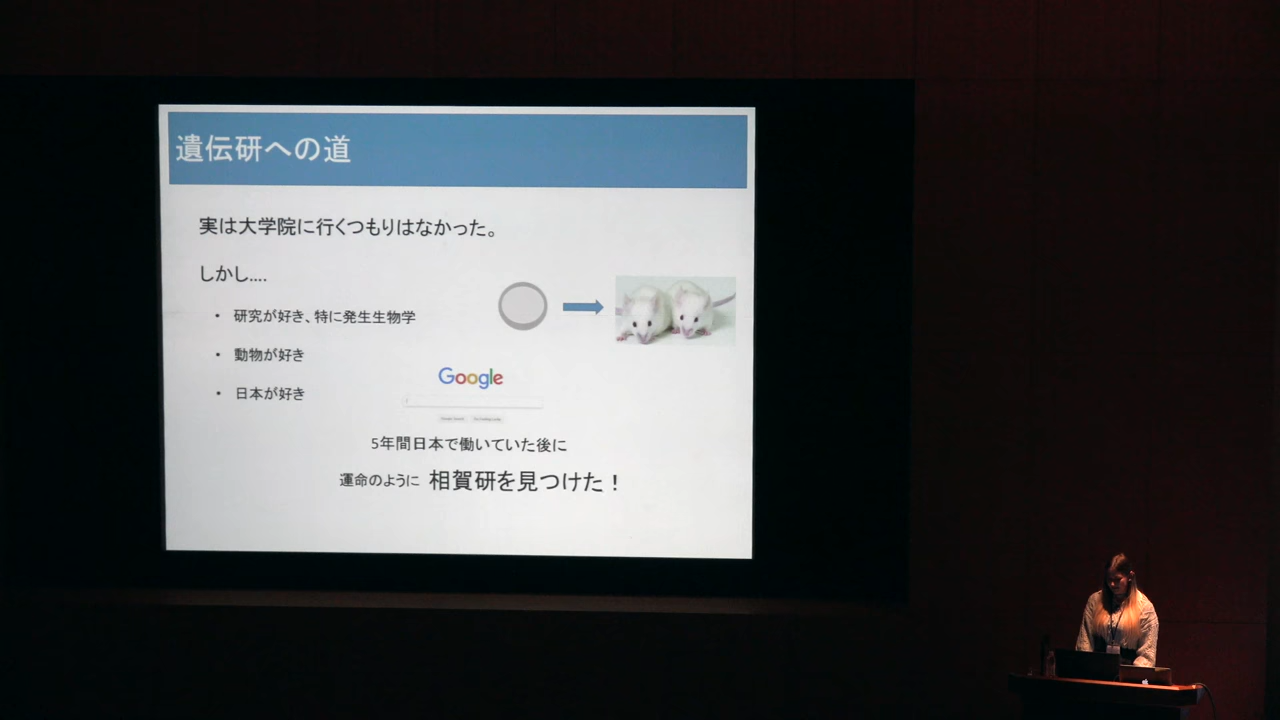 遺伝研への道
実は大学院に行くつもりはなかった。
しかし....
• 研究が好き、特に発生生物学
• 動物が好き
• 日本が好き
Google
5年間日本で働いていた後に
運命のように 相賀研を見つけた！